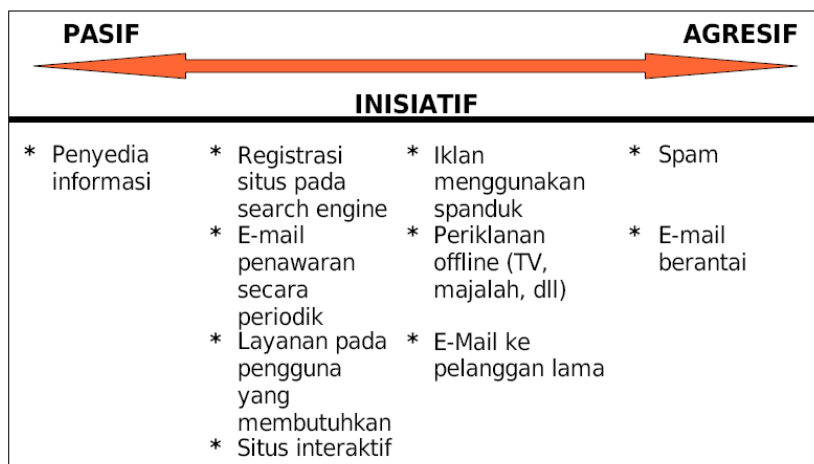 PASIF
AGRESIF
INISIATIF
* Penyedia
informasi
* Registrasi
situs pada
search engine
* E-mail
penawaran
secara
periodik
* Layanan pada
pengguna
yang
membutuhkan
* Situs interaktif
* Iklan
menggunakan
spanduk
* Periklanan
offline (TV,
majalah, dll)
* E-Mail ke
pelanggan lama
* Spam
* E-mail
berantai